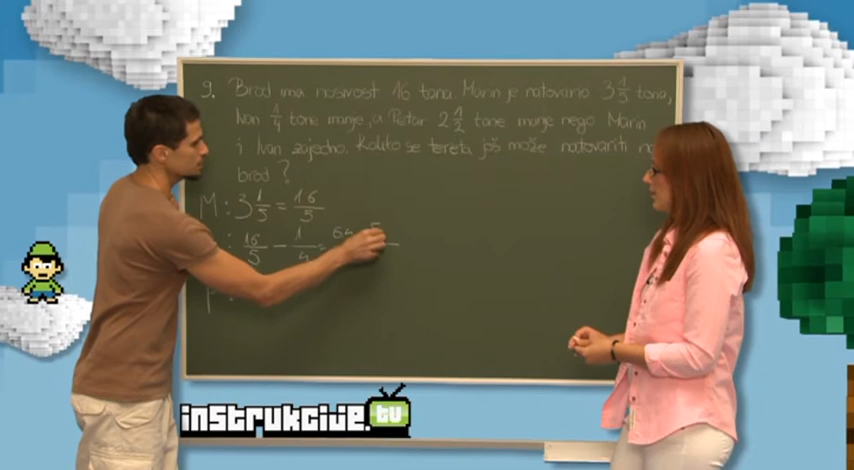 9. Brod ima nosivost 16 tona. Marin je natovario 3 1/5 tona,
Ivan 1/4 tone manje, a Petar 2 1/2 tone manje nego Marin
i Ivan zajedno. Koliko se tereta još može natovariti na
brod?
M: 3 1/5 = 16/5
: 16/5 - 1/4 = 64 5
P:
instrukcije.tv